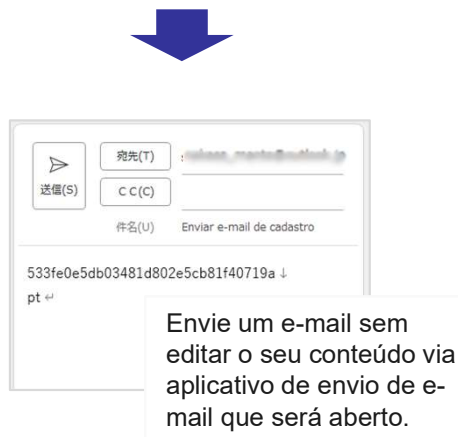 宛先(T)
送信(S)
C C(C)
件名(U) Enviar e-mail de cadastro
533fe0e5db03481d802e5cb81f40719a ↓
pt ↵
Envie um e-mail sem
editar o seu conteúdo via
aplicativo de envio de e-
mail que será aberto.